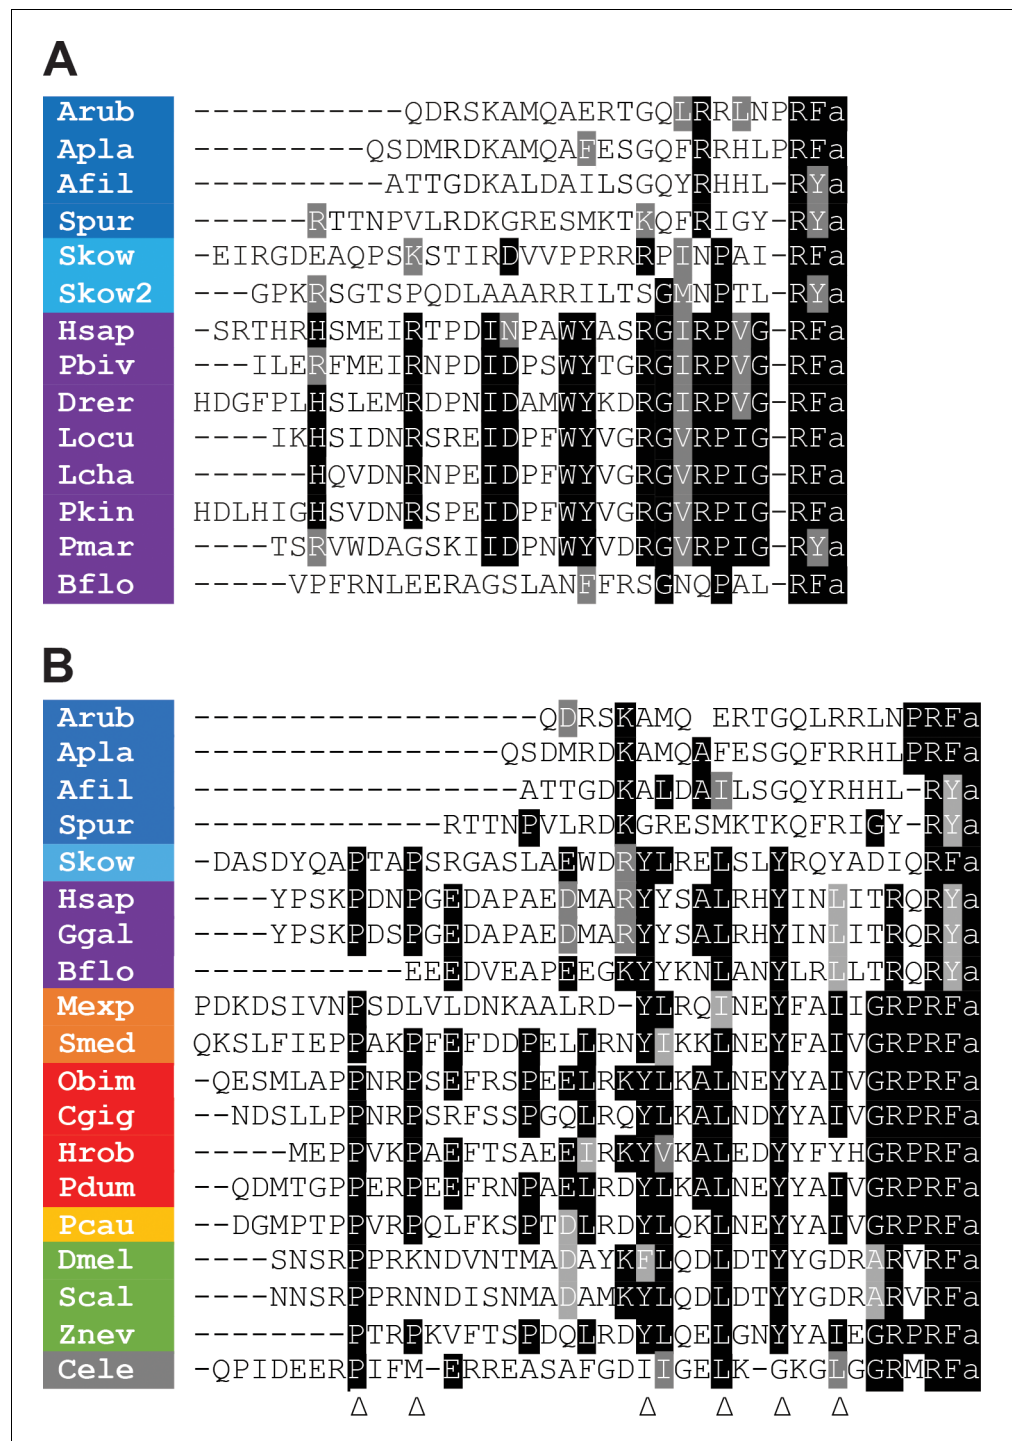 A
Arub -----------QDRSKAMQAERTGQLRRLNPRFa
Apla ---------QSDMRDKAMQAFESGQFRRHLPRFa
Afil ----------ATTGDKALDAILSGQYRHHL-RYa
Spur ------RTTNPVLRDKGRESMKTKQFRIGY-RYa
Skow -EIRGDEAQPSKSTIRDVVPPRRRPINPAI-RFa
Skow2 ---GPKRSGTSPQDLAAARRILTSGMNPTL-RYa
Hsap -SRTHRHSMEIRTPDINPAWYASRGIRPVG-RFa
Pbiv ---ILERFMEIRNPDIDPSWYTGRGIRPVG-RFa
Drer HDGFPLHSLEMRDPNIDAMWYKDRGIRPVG-RFa
Locu ----IKHSIDNRSREIDPFWYVGRGVRPIG-RFa
Lcha ------HQVDNRNPEIDPFWYVGRGVRPIG-RFa
Pkin HDLHIGHSVDNRSPEIDPFWYVGRGVRPIG-RFa
Pmar ----TSRVWDAGSKIIDPNWYVDRGVRPIG-RYa
Bflo -----VPFRNLEERAGSLANFFRSGNQPAL-RFa
B
Arub ------------------QDRSKAMQ ERTGQLRRLNPRFa
Apla ----------------QSDMRDKAMQAFESGQFRRHLPRFa
Afil -----------------ATTGDKALDAILSGQYRHHL-RYa
Spur -------------RTTNPVLRDKGRESMKTKQFRIGY-RYa
Skow -DASDYQAPTAPSRGASLAEWDRYLRELSLYRQYADIQRFa
Hsap ----YPSKPDNPGEDAPAEDMARYYSALRHYINLITRQRYa
Ggal ----YPSKPDSPGEDAPAEDMARYYSALRHYINLITRQRYa
Bflo -----------EEEDVEAPEEGKYYKNLANYLRLLTRQRYa
Mexp PDKDSIVNPSDLVLDNKAALRD-YLRQINEYFAIIGRPRFa
Smed QKSLFIEPPAKPFEFDDPELLRNYIKKLNEYFAIVGRPRFa
Obim -QESMLAPPNRPSEFRSPEELRKYLKALNEYYAIVGRPRFa
Cgig --NDSLLPPNRPSRFSSPGQLRQYLKALNDYYAIVGRPRFa
Hrob -----MEPPVKPAEFTSAEEIRKYVKALEDYYFYHGRPRFa
Pdum --QDMTGPPERPEEFRNPAELRDYLKALNEYYAIVGRPRFa
Pcau --DGMPTPPVRPQLFKSPTDLRDYLQKLNEYYAIVGRPRFa
Dmel ----SNSRPPRKNDVNTMADAYKFLQDLDTYYGDRARVRFa
Scal ----NNSRPPRNNDISNMADAMKYLQDLDTYYGDRARVRFa
Znev --------PTRPKVFTSPDQLRDYLQELGNYYAIEGRPRFa
Cele -QPIDEERPIFM-ERREASAFGDIIGELK-GKGLGGRMRFa
Δ Δ Δ Δ Δ Δ